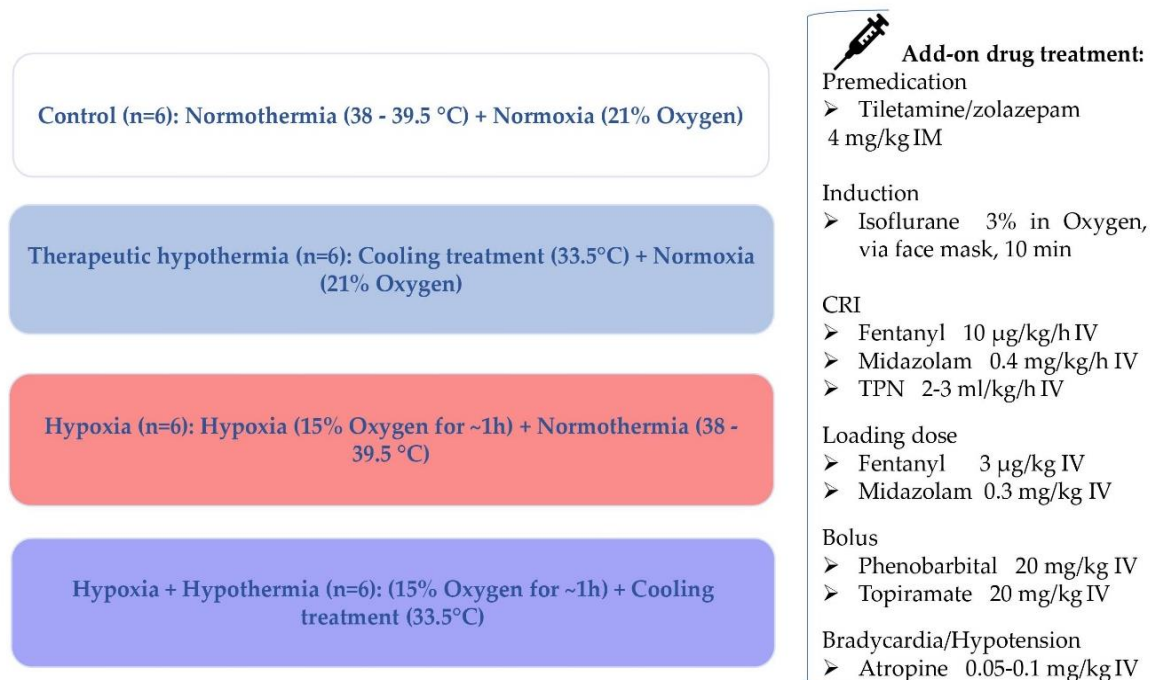 Control (n=6): Normothermia (38 - 39.5 °C) + Normoxia (21% Oxygen)
Therapeutic hypothermia (n=6): Cooling treatment (33.5°C) + Normoxia
(21% Oxygen)
Hypoxia (n=6): Hypoxia (15% Oxygen for ~1h) + Normothermia (38 -
39.5 °C)
Hypoxia + Hypothermia (n=6): (15% Oxygen for ~1h) + Cooling
treatment (33.5°C)
Add-on drug treatment:
Premedication
➢ Tiletamine/zolazepam
4 mg/kg IM
Induction
➢ Isoflurane 3% in Oxygen,
via face mask, 10 min
CRI
➢ Fentanyl 10 µg/kg/h IV
➢ Midazolam 0.4 mg/kg/h IV
➢ TPN 2-3 ml/kg/h IV
Loading dose
➢ Fentanyl 3 µg/kg IV
➢ Midazolam 0.3 mg/kg IV
Bolus
➢ Phenobarbital 20 mg/kg IV
➢ Topiramate 20 mg/kg IV
Bradycardia/Hypotension
➢ Atropine 0.05-0.1 mg/kg IV